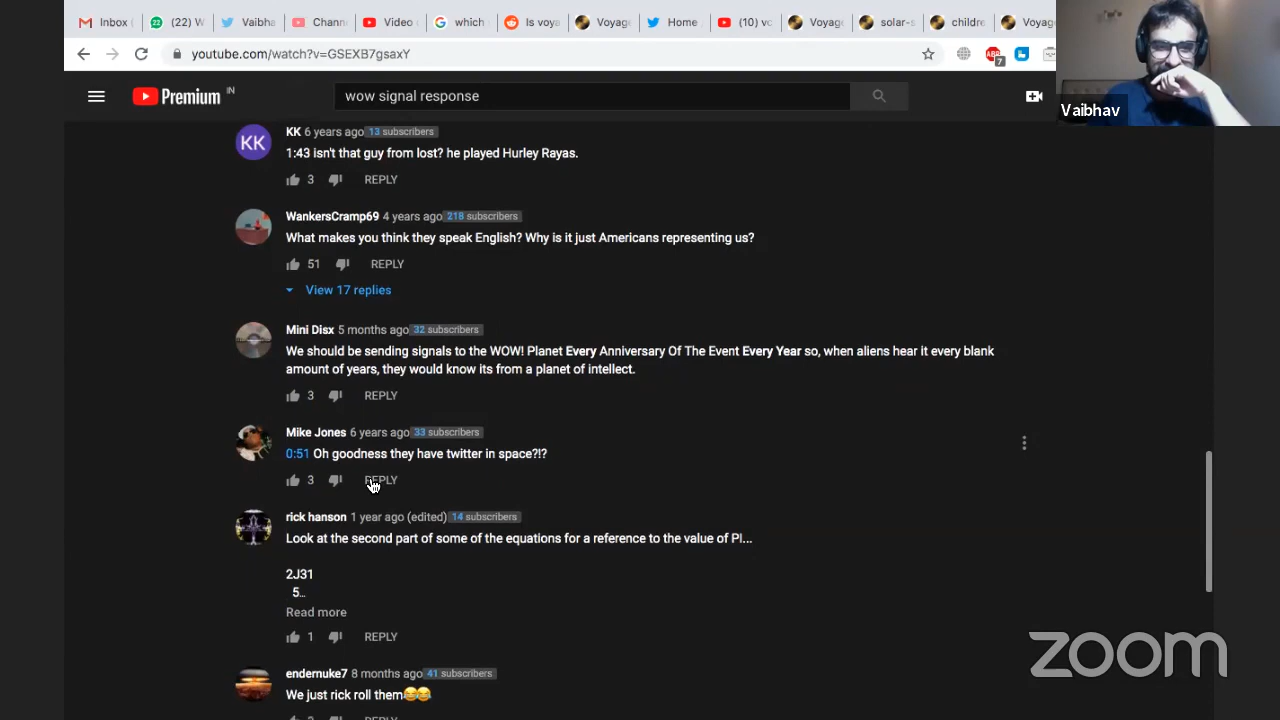 Inbox (
(22) W
Vaibha
Chann
Video
which
Is voya
Voyage
Home
(10) vo
Voyag
solar-s
childre
Voyag
youtube.com/watch?v=GSEXB7gsaxY
ABP
7
Premium IN
wow signal response
Vaibhav
KK
KK 6 years ago 13 subscribers
1:43 isn't that guy from lost? he played Hurley Rayas.
3 REPLY
WankersCramp69 4 years ago 218 subscribers
What makes you think they speak English? Why is it just Americans representing us?
51 REPLY
View 17 replies
Mini Disx 5 months ago 32 subscribers
We should be sending signals to the WOW! Planet Every Anniversary Of The Event Every Year so, when aliens hear it every blank
amount of years, they would know its from a planet of intellect.
3 REPLY
Mike Jones 6 years ago 33 subscribers
0:51 Oh goodness they have twitter in space?!?
3 REPLY
rick hanson 1 year ago (edited) 14 subscribers
Look at the second part of some of the equations for a reference to the value of PI...
2J31
5...
Read more
1 REPLY
endernuke7 8 months ago 41 subscribers
We just rick roll them😂😂
zoom